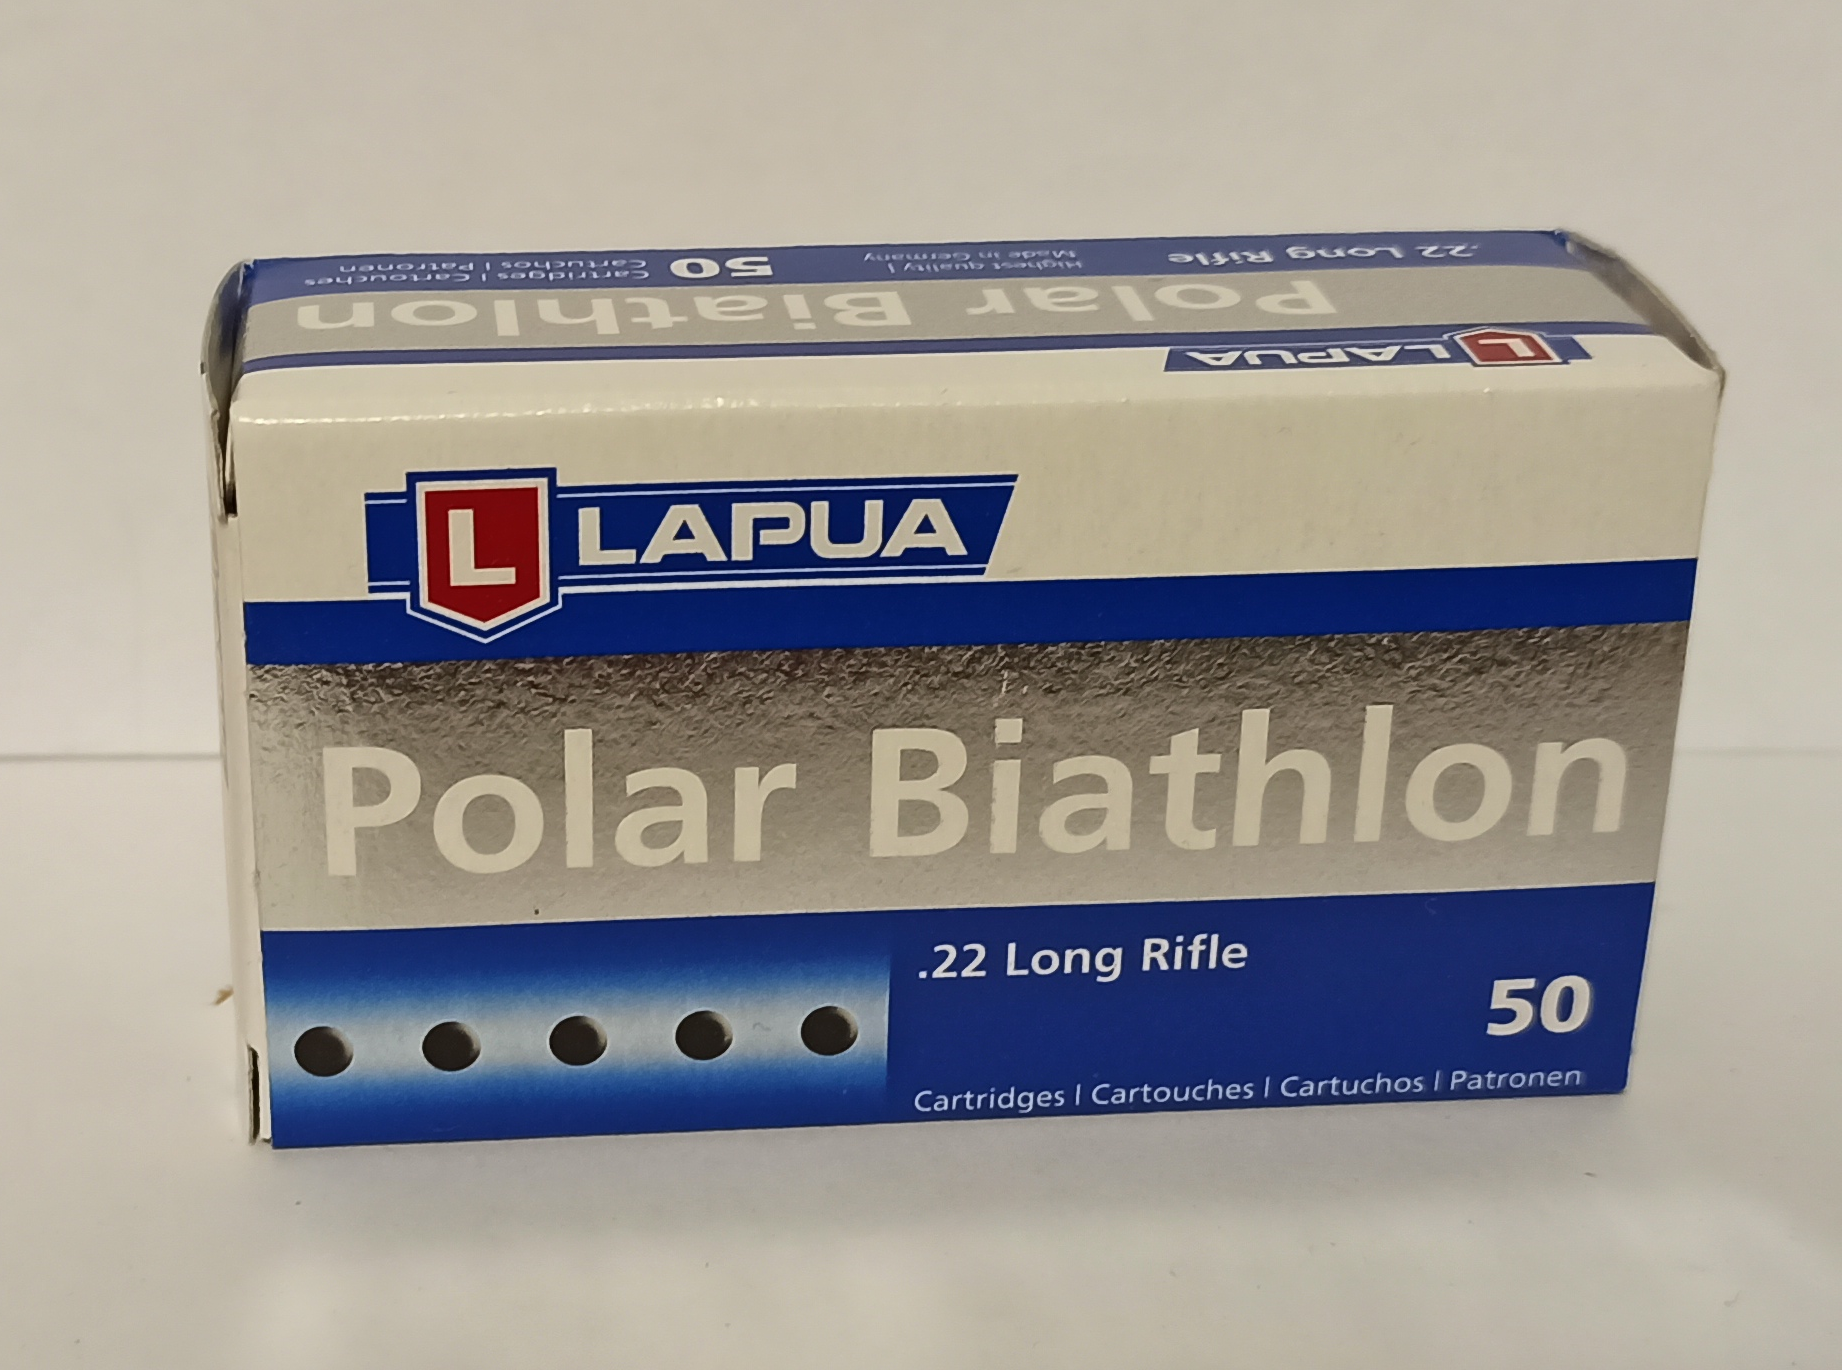 .22 Long Rifle
Highest quality |
Made in Germany
50
Cartridges | Cartouches
Cartuchos | Patronen
Polar Biathlon
L LAPUA
L LAPUA
Polar Biathlon
.22 Long Rifle
50
Cartridges | Cartouches | Cartuchos | Patronen